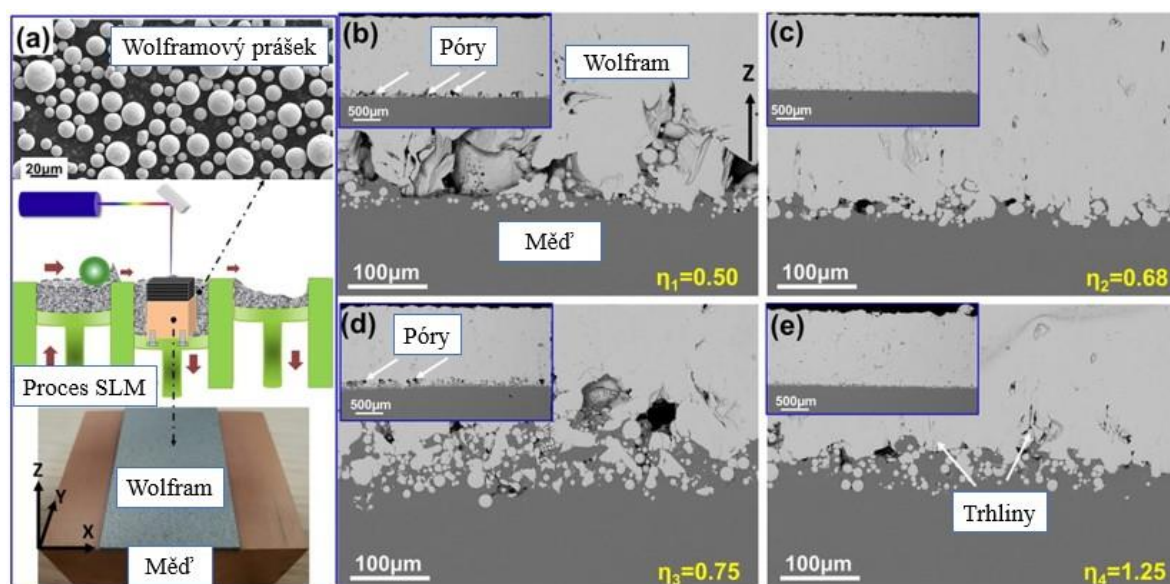 (a)
Wolframový prášek
20μm
Proces SLM
Wolfram
Z
Y
X
Měď
(b)
Póry
Wolfram
Z
500μm
Měď
100μm
η₁=0.50
(c)
500μm
100μm
η₂=0.68
(d)
Póry
500μm
100μm
η₃=0.75
(e)
500μm
Trhliny
100μm
η₄=1.25